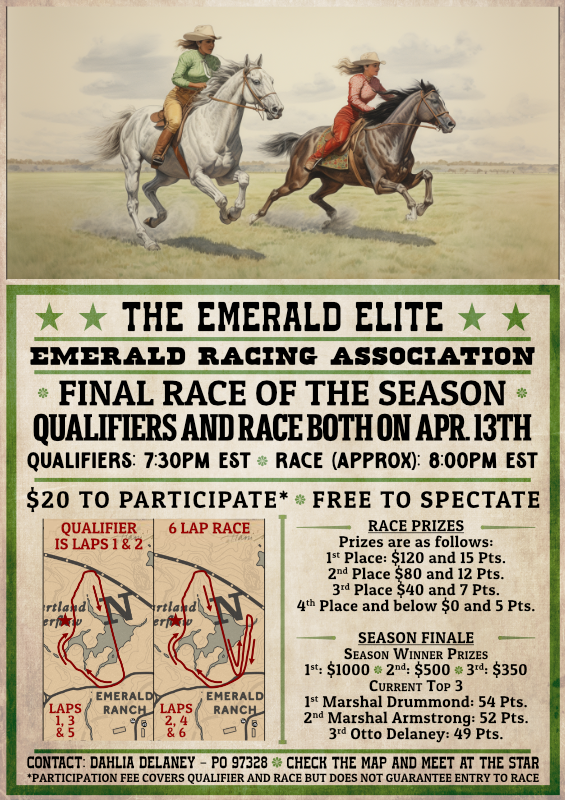 THE EMERALD ELITE
EMERALD RACING ASSOCIATION
FINAL RACE OF THE SEASON
QUALIFIERS AND RACE BOTH ON APR. 13TH
QUALIFIERS: 7:30PM EST RACE (APPROX): 8:00PM EST
$20 TO PARTICIPATE* FREE TO SPECTATE
QUALIFIER
IS LAPS 1 & 2
N
EMERALD
RANCH
LAPS
1, 3
& 5
6 LAP RACE
N
EMERALD
RANCH
LAPS
2, 4
& 6
RACE PRIZES
Prizes are as follows:
1st Place: $120 and 15 Pts.
2nd Place $80 and 12 Pts.
3rd Place $40 and 7 Pts.
4th Place and below $0 and 5 Pts.
SEASON FINALE
SEASON WINNER PRIZES
1st: $1000 2nd: $500 3rd: $350
CURRENT TOP 3
1st Marshal Drummond: 54 Pts.
2nd Marshal Armstrong: 52 Pts.
3rd Otto Delaney: 49 Pts.
CONTACT: DAHLIA DELANEY – PO 97328 CHECK THE MAP AND MEET AT THE STAR
*PARTICIPATION FEE COVERS QUALIFIER AND RACE BUT DOES NOT GUARANTEE ENTRY TO RACE